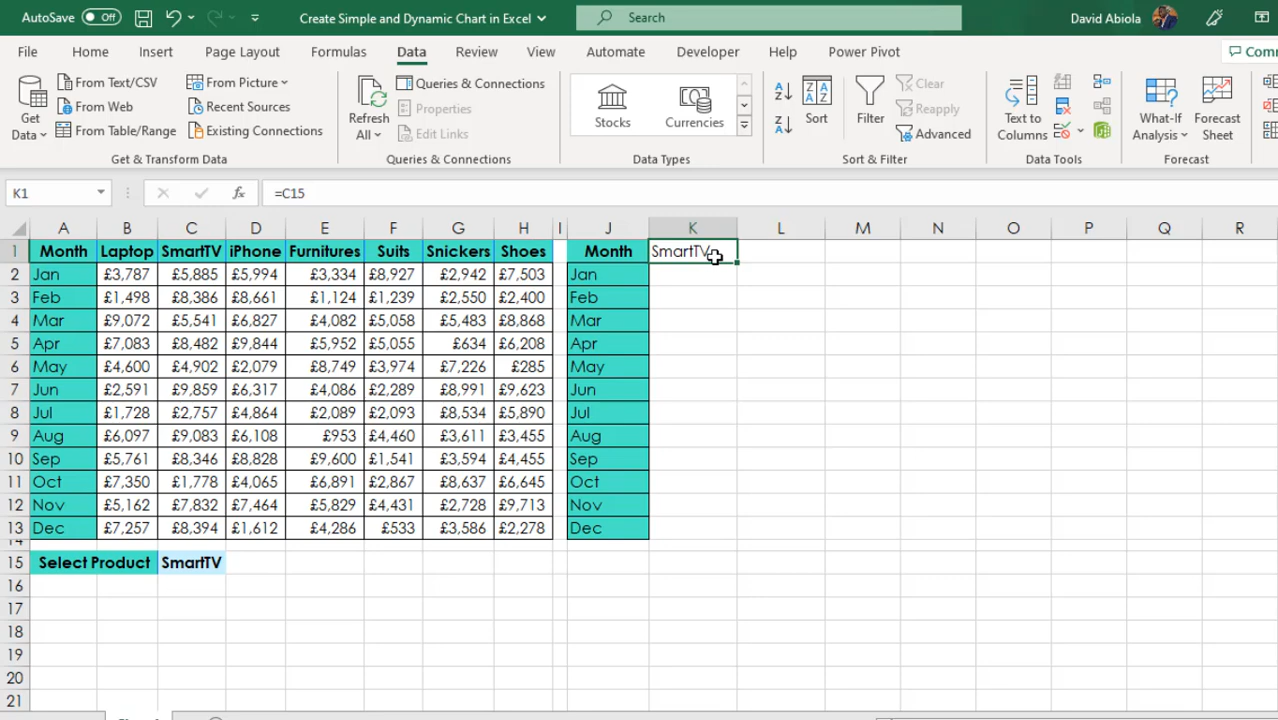 AutoSave Off Create Simple and Dynamic Chart in Excel Search David Abiola
File Home Insert Page Layout Formulas Data Review View Automate Developer Help Power Pivot
Get Data From Text/CSV From Web From Table/Range From Picture Recent Sources Existing Connections
Refresh All Queries & Connections Properties Edit Links
Stocks Currencies
A Z Z A Sort Filter Clear Reapply Advanced
Text to Columns What-If Analysis Forecast Sheet
Get & Transform Data Queries & Connections Data Types Sort & Filter Data Tools Forecast
K1 fx =C15
A B C D E F G H I J K L M N O P Q R
1 Month Laptop SmartTV iPhone Furnitures Suits Snickers Shoes Month SmartTV
2 Jan £3,787 £5,885 £5,994 £3,334 £8,927 £2,942 £7,503 Jan
3 Feb £1,498 £8,386 £8,661 £1,124 £1,239 £2,550 £2,400 Feb
4 Mar £9,072 £5,541 £6,827 £4,082 £5,058 £5,483 £8,868 Mar
5 Apr £7,083 £8,482 £9,844 £5,952 £5,055 £634 £6,208 Apr
6 May £4,600 £4,902 £2,079 £8,749 £3,974 £7,226 £285 May
7 Jun £2,591 £9,859 £6,317 £4,086 £2,289 £8,991 £9,623 Jun
8 Jul £1,728 £2,757 £4,864 £2,089 £2,093 £8,534 £5,890 Jul
9 Aug £6,097 £9,083 £6,108 £953 £4,460 £3,611 £3,455 Aug
10 Sep £5,761 £8,346 £8,828 £9,600 £1,541 £3,594 £4,455 Sep
11 Oct £7,350 £1,778 £4,065 £6,891 £2,867 £8,637 £6,645 Oct
12 Nov £5,162 £7,832 £7,464 £5,829 £4,431 £2,728 £9,713 Nov
13 Dec £7,257 £8,394 £1,612 £4,286 £533 £3,586 £2,278 Dec
14
15 Select Product SmartTV
16
17
18
19
20
21